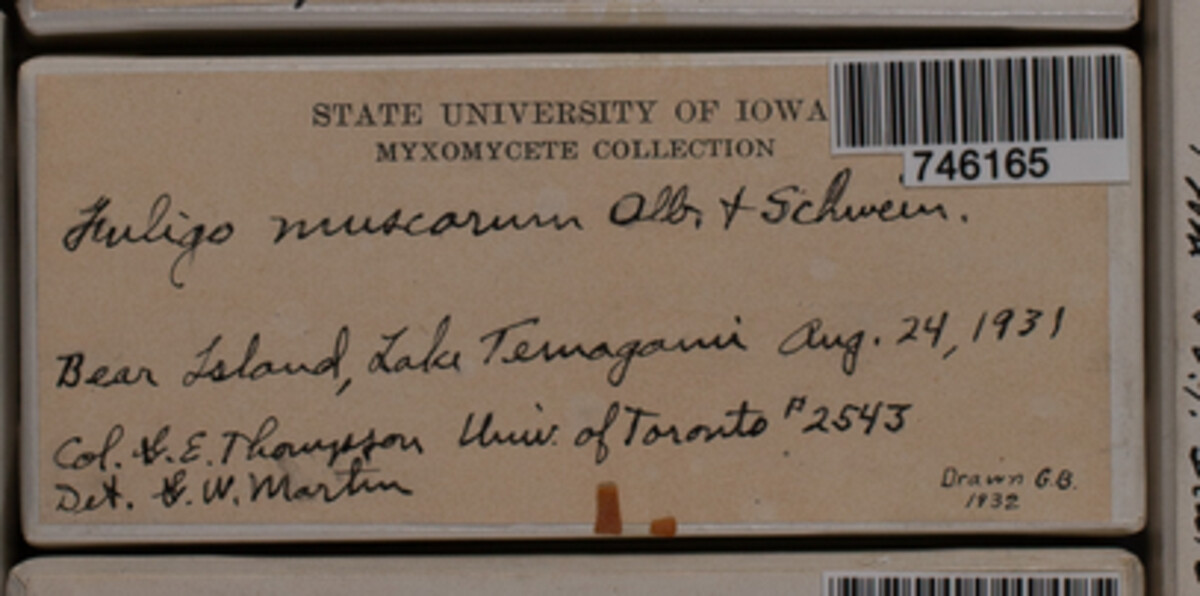 STATE UNIVERSITY OF IOWA
MYXOMYCETE COLLECTION
746165
Fuligo muscorum Alb. + Schwein.
Bear Island, Lake Temagami Aug. 24, 1931
Col. G. E. Thompson Univ. of Toronto # 2543
Det. G. W. Martin
Drawn G.B.
1932